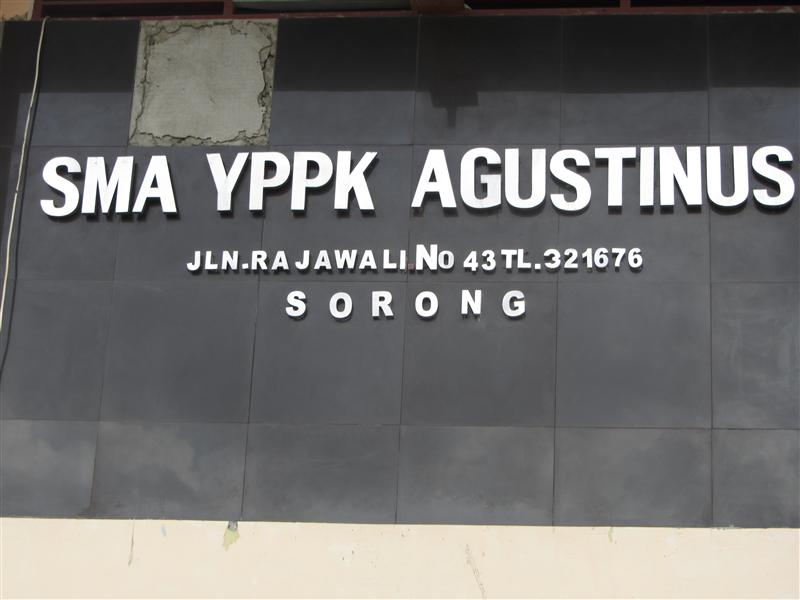 SMA YPPK AGUSTINUS
JLN.RAJAWALI.No 43 TL.321676
SORONG